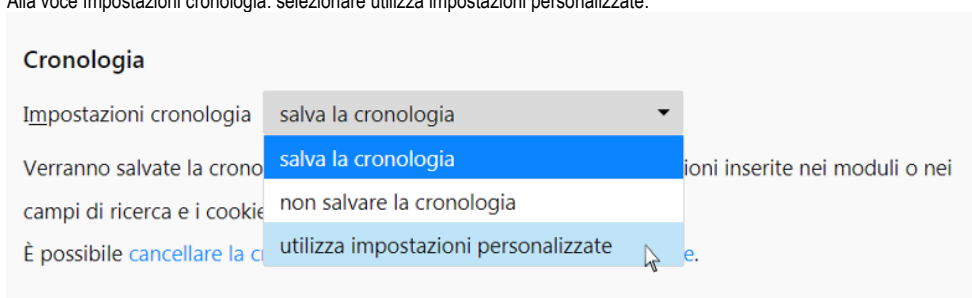 Alla voce Impostazioni cronologia: selezionare utilizza impostazioni personalizzate:
Cronologia
Impostazioni cronologia salva la cronologia
salva la cronologia
Verranno salvate la crono ioni inserite nei moduli o nei
non salvare la cronologia
campi di ricerca e i cookie
utilizza impostazioni personalizzate
È possibile cancellare la c e.